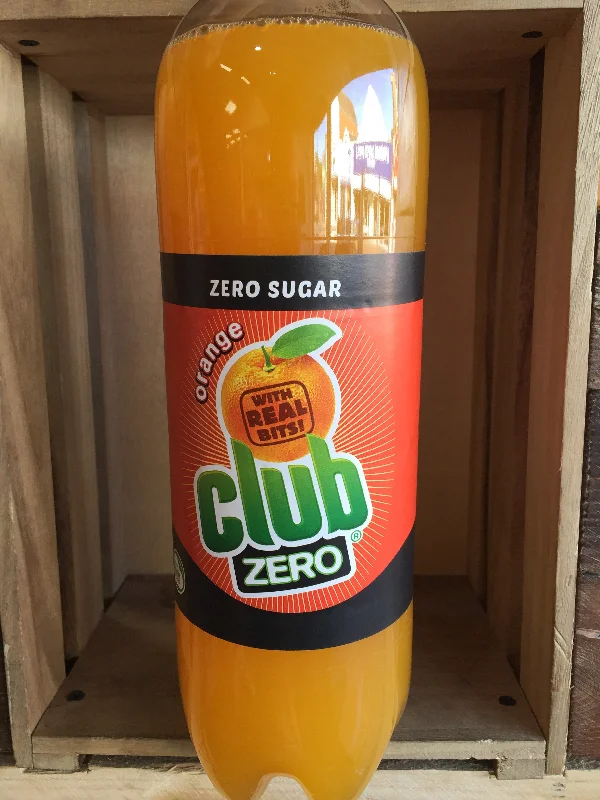 ZERO SUGAR
orange
WITH
REAL
BITS!
club
®
ZERO